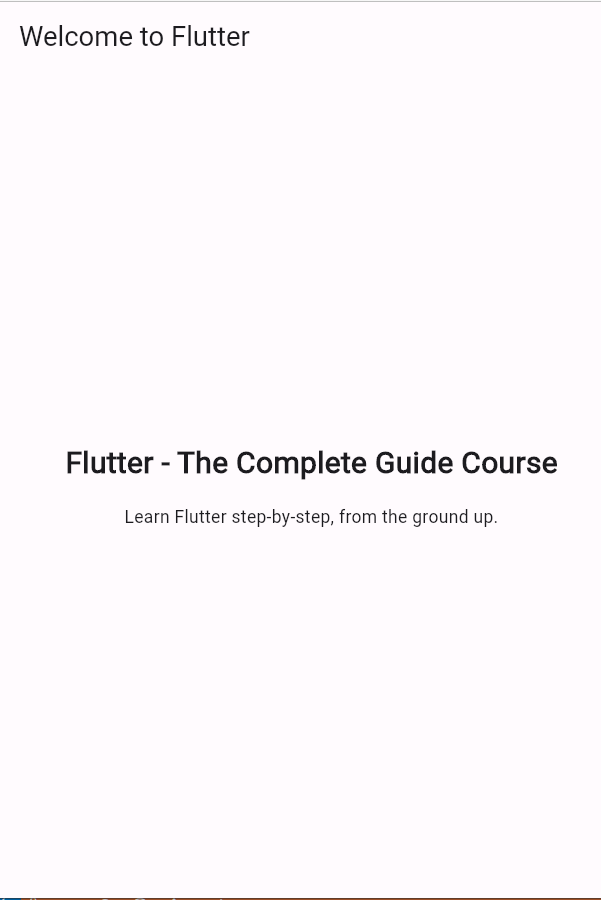 Welcome to Flutter
Flutter - The Complete Guide Course
Learn Flutter step-by-step, from the ground up.